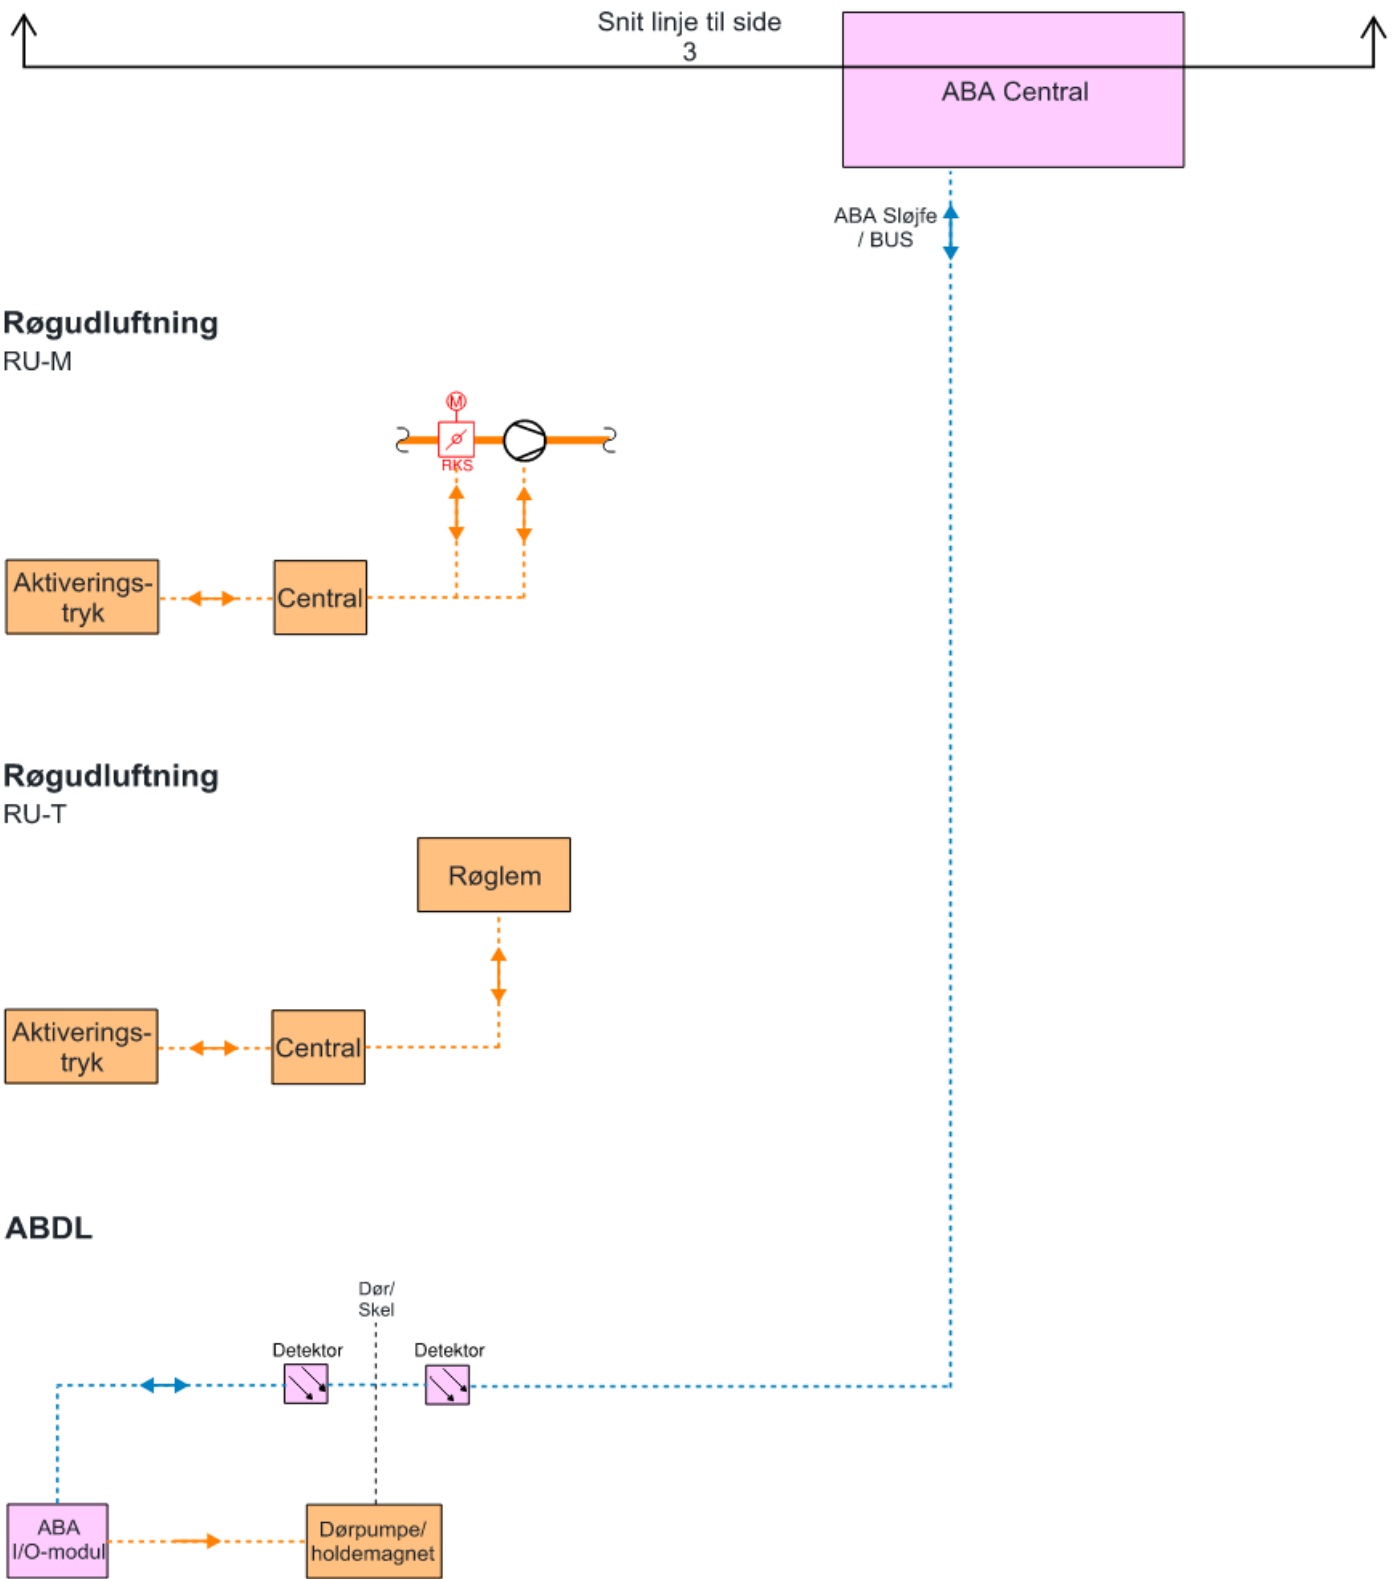 Snit linje til side
3
ABA Central
ABA Sløjfe
/ BUS
Røgudluftning
RU-M
M
RKS
Aktiverings-
tryk
Central
Røgudluftning
RU-T
Røglem
Aktiverings-
tryk
Central
ABDL
Dør/
Skel
Detektor
Detektor
ABA
I/O-modul
Dørpumpe/
holdemagnet